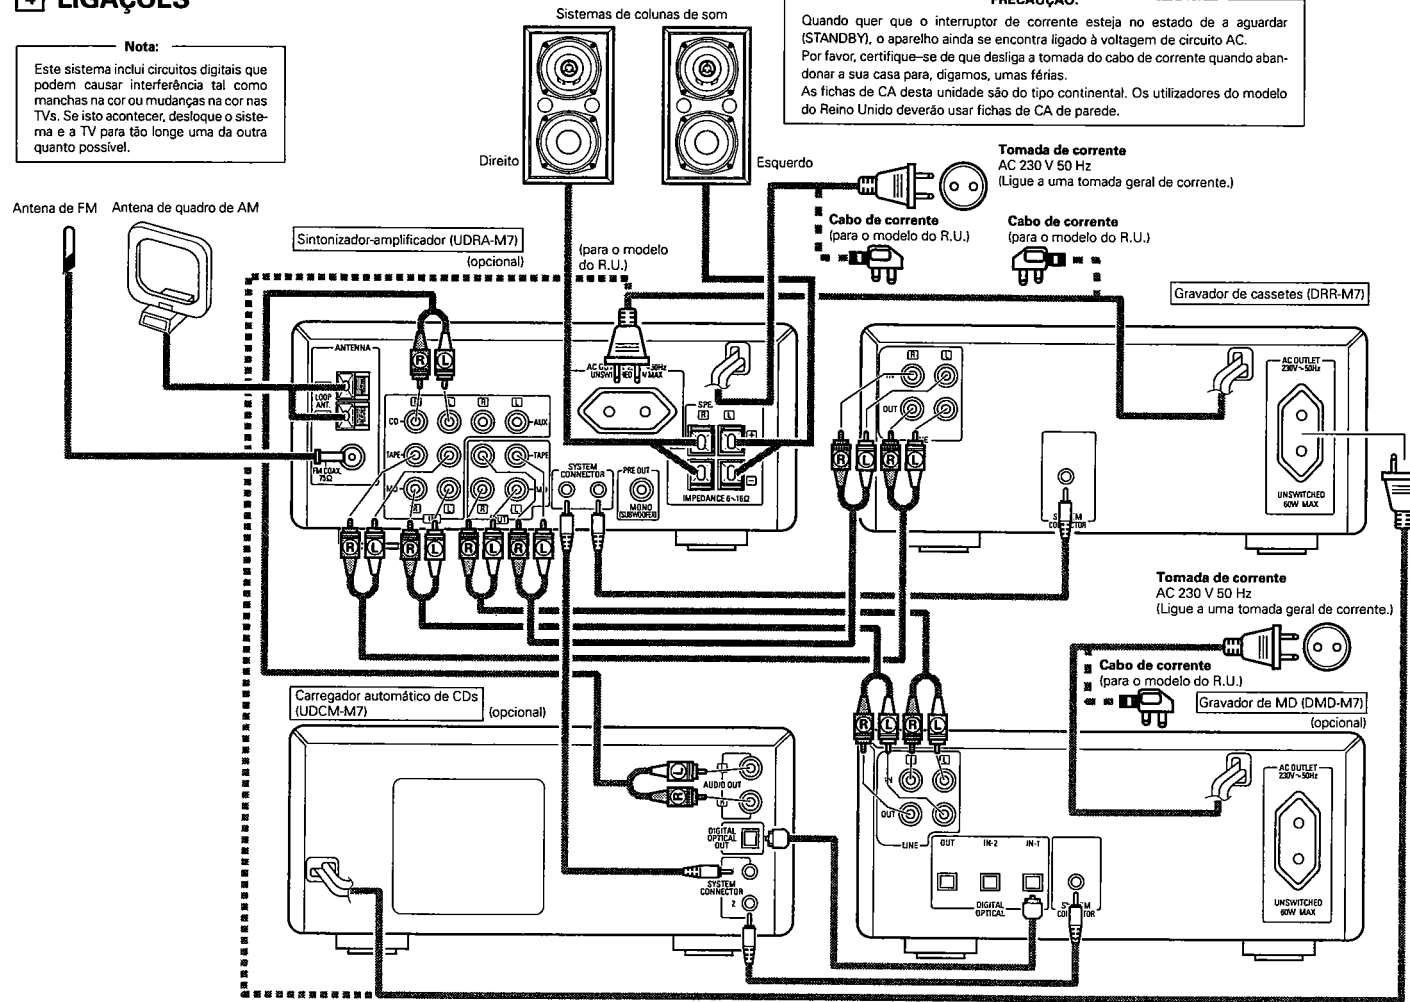 4 LIGAÇÕES
Nota:
Este sistema inclui circuitos digitais que
podem causar interferência tal como
manchas na cor ou mudanças na cor nas
TVs. Se isto acontecer, desloque o siste-
ma e a TV para tão longe uma da outra
quanto possível.
Sistemas de colunas de som
Direito
Esquerdo
PRECAUÇÃO:
Quando quer que o interruptor de corrente esteja no estado de a aguardar
(STANDBY), o aparelho ainda se encontra ligado à voltagem de circuito AC.
Por favor, certifique–se de que desliga a tomada do cabo de corrente quando aban-
donar a sua casa para, digamos, umas férias.
As fichas de CA desta unidade são do tipo continental. Os utilizadores do modelo
do Reino Unido deverão usar fichas de CA de parede.
Tomada de corrente
AC 230 V 50 Hz
(Ligue a uma tomada geral de corrente.)
Cabo de corrente
(para o modelo do R.U.)
Cabo de corrente
(para o modelo do R.U.)
Antena de FM
Antena de quadro de AM
Sintonizador-amplificador (UDRA-M7)
(opcional)
(para o modelo
do R.U.)
Gravador de cassetes (DRR-M7)
ANTENNA
LOOP
ANT.
FM COAX.
75Ω
R L
CD
R L
AUX
TAPE
TAPE
MD
R L
R L
SYSTEM
CONNECTOR
PRE OUT
MONO
(SUBWOOFER)
R L
+
−
IMPEDANCE 6~16Ω
R L
OUT
AC OUTLET
230V~50Hz
UNSWITCHED
60W MAX
R L R L
R L R L R L R L
Tomada de corrente
AC 230 V 50 Hz
(Ligue a uma tomada geral de corrente.)
Cabo de corrente
(para o modelo do R.U.)
Gravador de MD (DMD-M7)
(opcional)
Carregador automático de CDs
(UDCM-M7)
(opcional)
L
R
AUDIO OUT
DIGITAL
OPTICAL
OUT
SYSTEM
CONNECTOR
2
R L R L
IN
OUT
LINE
OUT IN-2 IN-1
DIGITAL
OPTICAL
AC OUTLET
230V~50Hz
UNSWITCHED
60W MAX